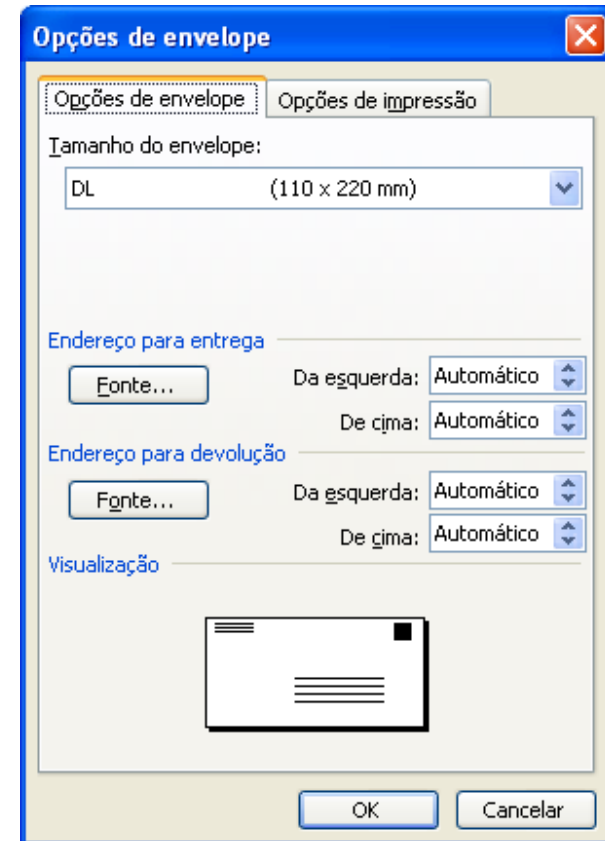 Opções de envelope
Opções de envelope Opções de impressão
Tamanho do envelope:
DL (110 x 220 mm)
Endereço para entrega
Fonte... Da esquerda: Automático
De cima: Automático
Endereço para devolução
Fonte... Da esquerda: Automático
De cima: Automático
Visualização
OK Cancelar